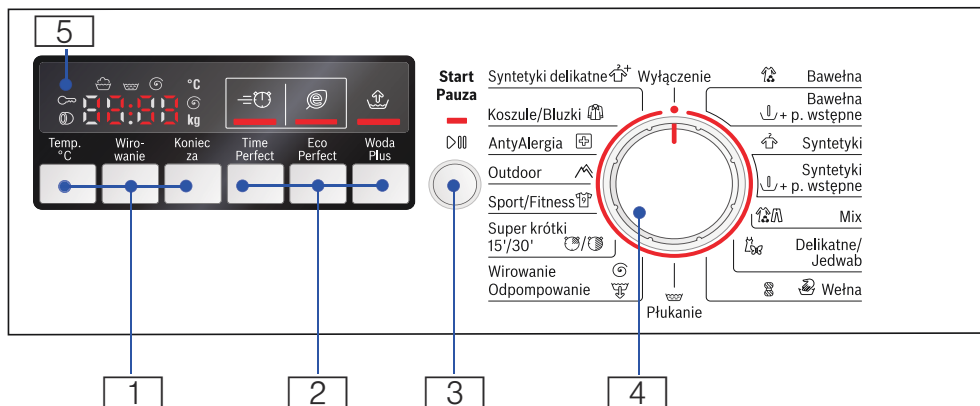 5
°C
88:88
kg
Temp.
°C
Wiro-
wanie
Koniec
za
Time
Perfect
Eco
Perfect
Woda
Plus
Start
Pauza
Syntetyki delikatne
Koszule/Bluzki
AntyAlergia
Outdoor
Sport/Fitness
Super krótki
15'/30'
Wirowanie
Odpompowanie
Wyłączenie
Płukanie
Bawełna
Bawełna
+ p. wstępne
Syntetyki
Syntetyki
+ p. wstępne
Mix
Delikatne/
Jedwab
Wełna
1
2
3
4